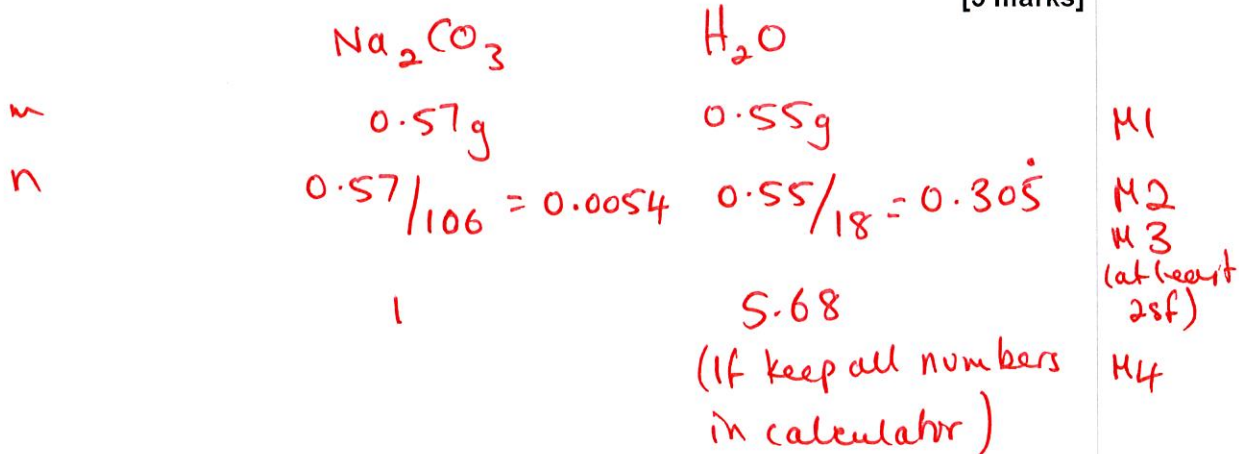 [5 marks]
Na₂CO₃ H₂O
m 0.57g 0.55g M1
n 0.57/106 = 0.0054 0.55/18 = 0.305̇ M2
M3
(at least
1 5.68 2sf)
(If keep all numbers M4
in calculator)